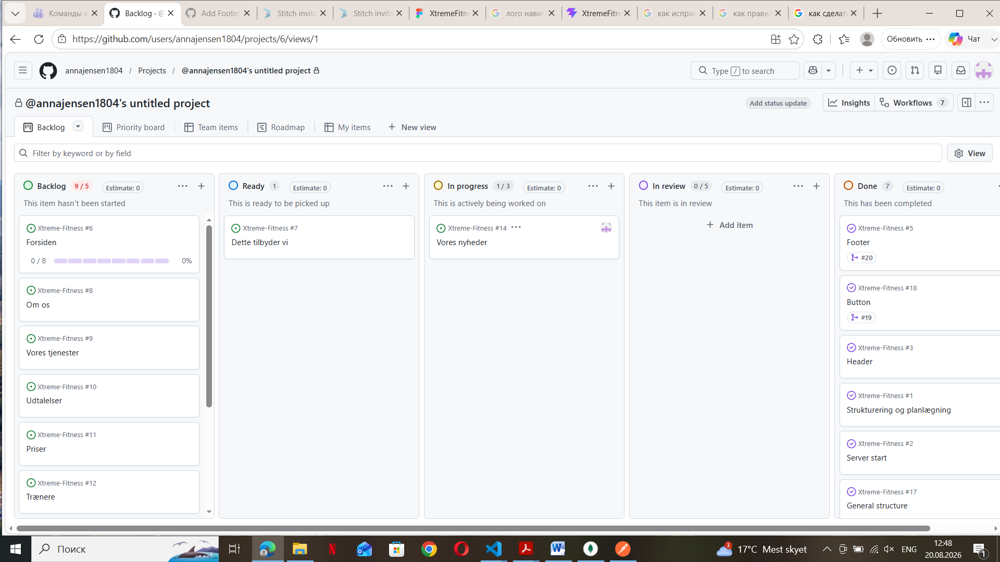 Команды и
Backlog · @
Add Footer
Stitch invita
Stitch invita
XtremeFitne
лого навиг
XtremeFitn
как исправ
как правил
как сделать
https://github.com/users/annajensen1804/projects/6/views/1
Обновить
Чат
annajensen1804 / Projects / @annajensen1804's untitled project
Type / to search
@annajensen1804's untitled project
Add status update
Insights
Workflows 7
Backlog
Priority board
Team items
Roadmap
My items
New view
Filter by keyword or by field
View
Backlog 9 / 5 Estimate: 0
This item hasn't been started
Xtreme-Fitness #6
Forsiden
0 / 8 0%
Xtreme-Fitness #8
Om os
Xtreme-Fitness #9
Vores tjenester
Xtreme-Fitness #10
Udtalelser
Xtreme-Fitness #11
Priser
Xtreme-Fitness #12
Trænere
Ready 1 Estimate: 0
This is ready to be picked up
Xtreme-Fitness #7
Dette tilbyder vi
In progress 1 / 3 Estimate: 0
This is actively being worked on
Xtreme-Fitness #14
Vores nyheder
In review 0 / 5 Estimate: 0
This item is in review
Add item
Done 7 Estimate: 0
This has been completed
Xtreme-Fitness #5
Footer
#20
Xtreme-Fitness #18
Button
#19
Xtreme-Fitness #3
Header
Xtreme-Fitness #1
Strukturering og planlægning
Xtreme-Fitness #2
Server start
Xtreme-Fitness #17
General structure
Поиск
3
17°C Mest skyet
ENG
12:48
20.08.2026
1